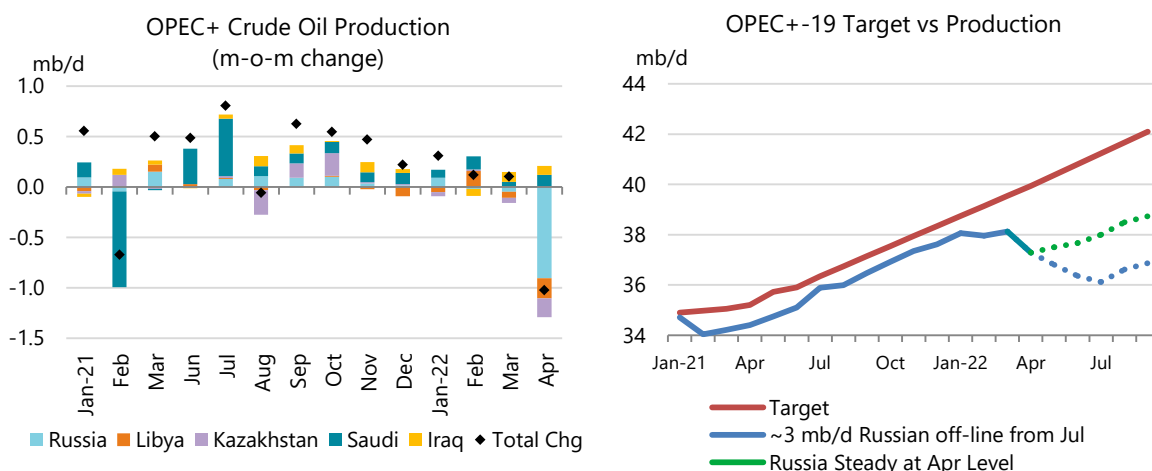 OPEC+ Crude Oil Production
(m-o-m change)
mb/d
1.0
0.5
0.0
-0.5
-1.0
-1.5
Jan-21
Feb
Mar
Jun
Jul
Aug
Sep
Oct
Nov
Dec
Jan-22
Feb
Mar
Apr
Russia Libya Kazakhstan Saudi Iraq Total Chg
OPEC+-19 Target vs Production
mb/d
44
42
40
38
36
34
Jan-21 Apr Jul Oct Jan-22 Apr Jul
Target
~3 mb/d Russian off-line from Jul
Russia Steady at Apr Level